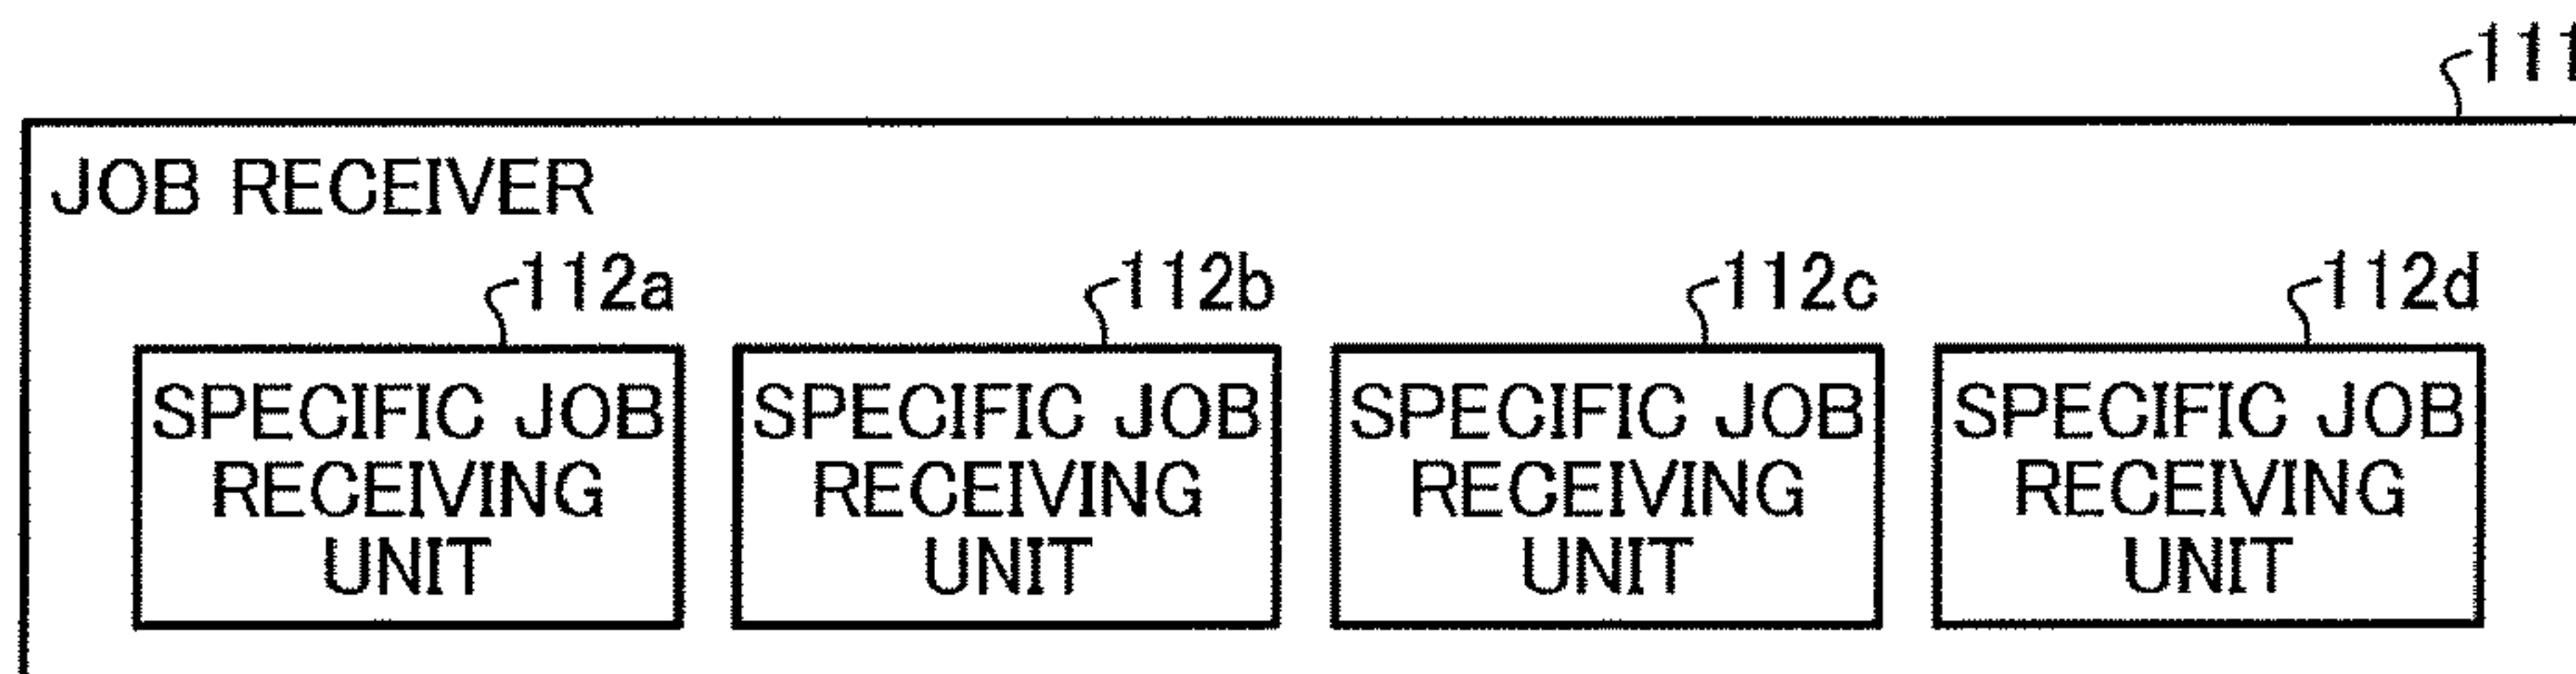 111
JOB RECEIVER
112a 112b 112c 112d
SPECIFIC JOB SPECIFIC JOB SPECIFIC JOB SPECIFIC JOB
RECEIVING RECEIVING RECEIVING RECEIVING
UNIT UNIT UNIT UNIT